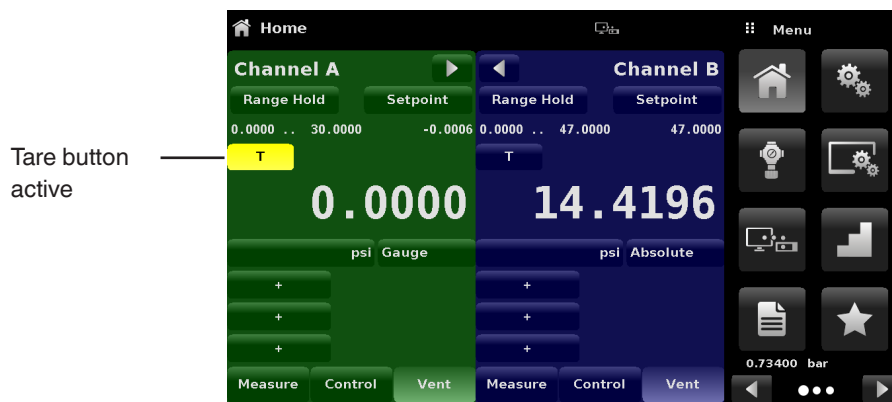 Home
Menu
Channel A
Channel B
Range Hold Setpoint
Range Hold Setpoint
0.0000 .. 30.0000 -0.0006
0.0000 .. 47.0000 47.0000
Tare button
active
T
T
0.0000
14.4196
psi Gauge
psi Absolute
+
+
+
+
+
+
0.73400 bar
Measure Control Vent
Measure Control Vent